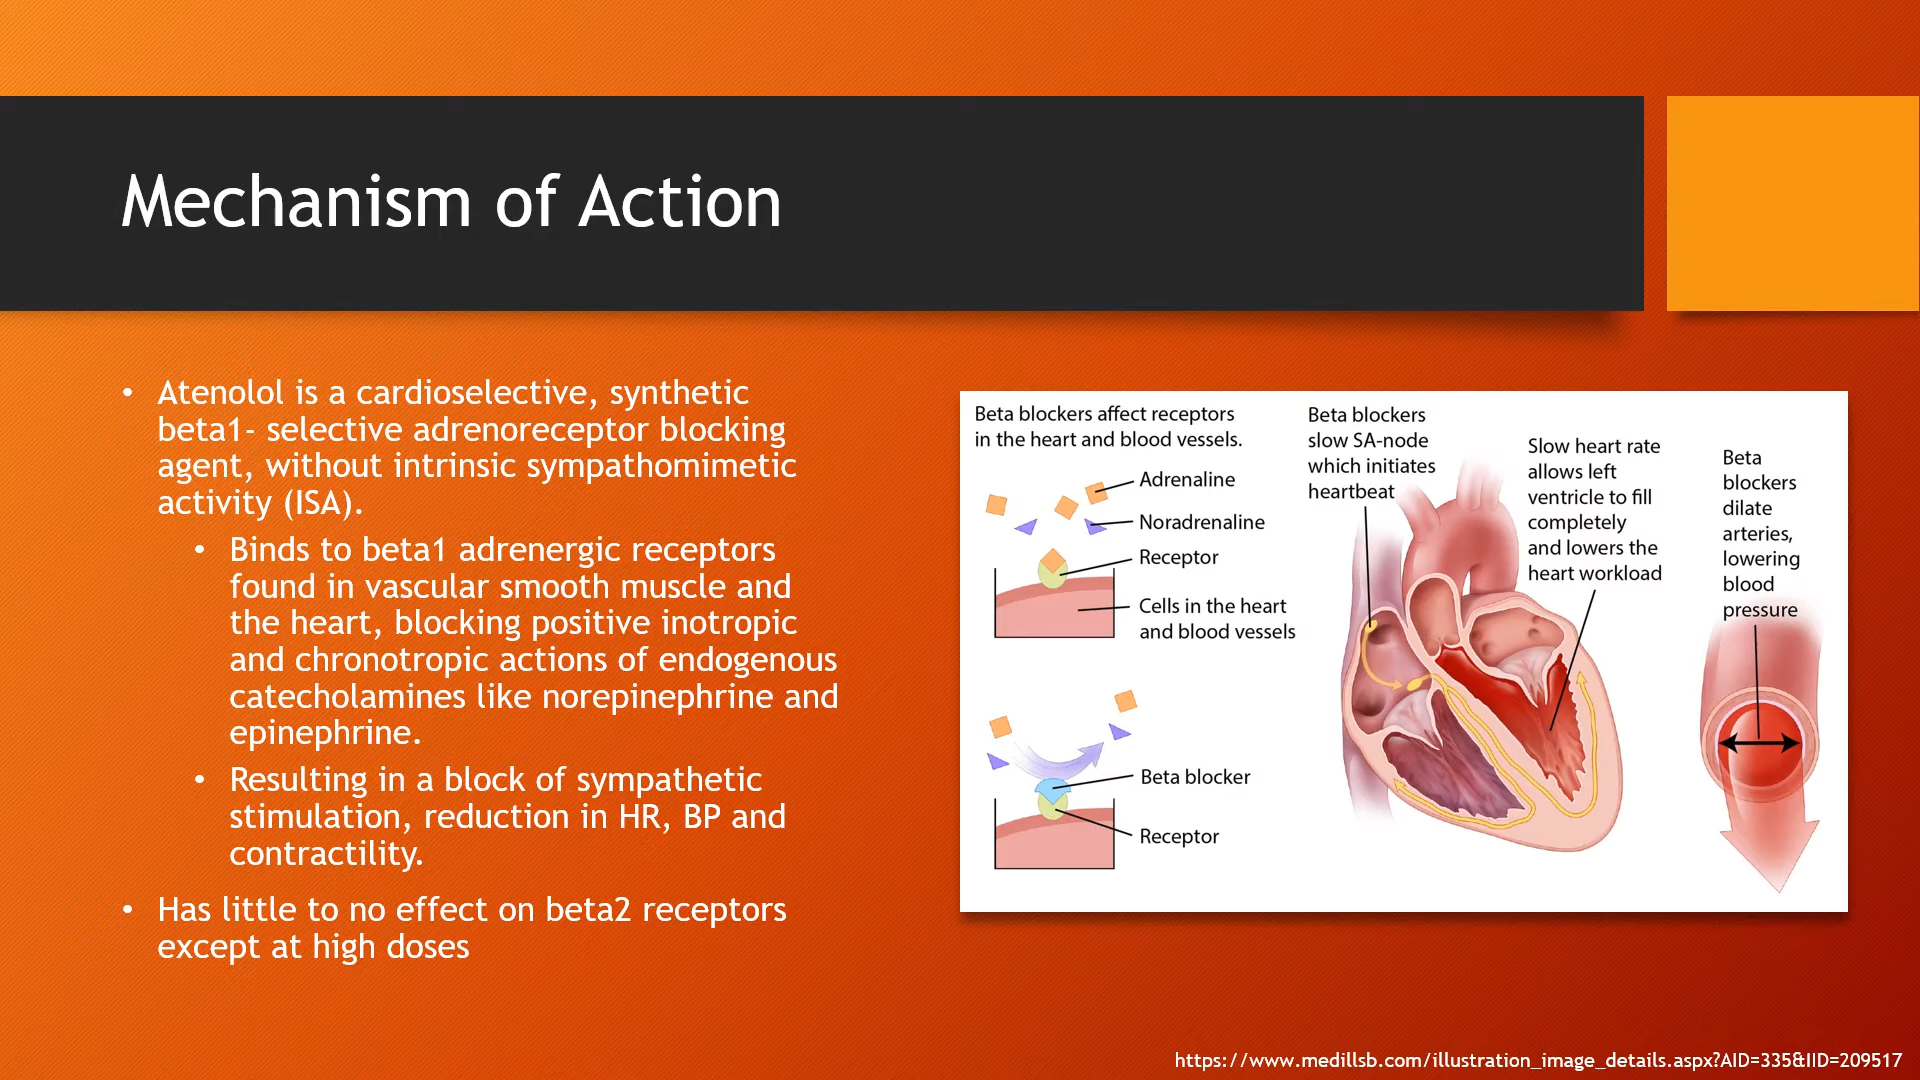 Mechanism of Action
• Atenolol is a cardioselective, synthetic
beta1- selective adrenoreceptor blocking
agent, without intrinsic sympathomimetic
activity (ISA).
• Binds to beta1 adrenergic receptors
found in vascular smooth muscle and
the heart, blocking positive inotropic
and chronotropic actions of endogenous
catecholamines like norepinephrine and
epinephrine.
• Resulting in a block of sympathetic
stimulation, reduction in HR, BP and
contractility.
• Has little to no effect on beta2 receptors
except at high doses
Beta blockers affect receptors
in the heart and blood vessels.
Adrenaline
Noradrenaline
Receptor
Cells in the heart
and blood vessels
Beta blocker
Receptor
Beta blockers
slow SA-node
which initiates
heartbeat
Slow heart rate
allows left
ventricle to fill
completely
and lowers the
heart workload
Beta
blockers
dilate
arteries,
lowering
blood
pressure
https://www.medillsb.com/illustration_image_details.aspx?AID=335&IID=209517